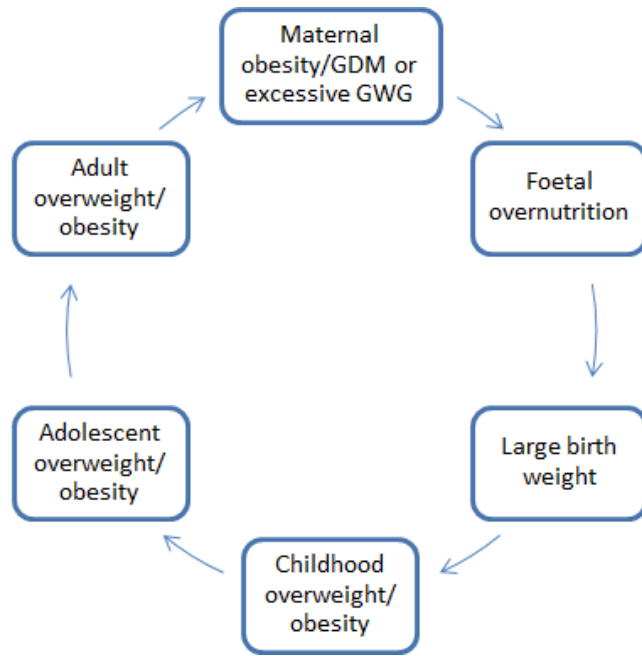 Maternal
obesity/GDM or
excessive GWG
Foetal
overnutrition
Large birth
weight
Childhood
overweight/
obesity
Adolescent
overweight/
obesity
Adult
overweight/
obesity